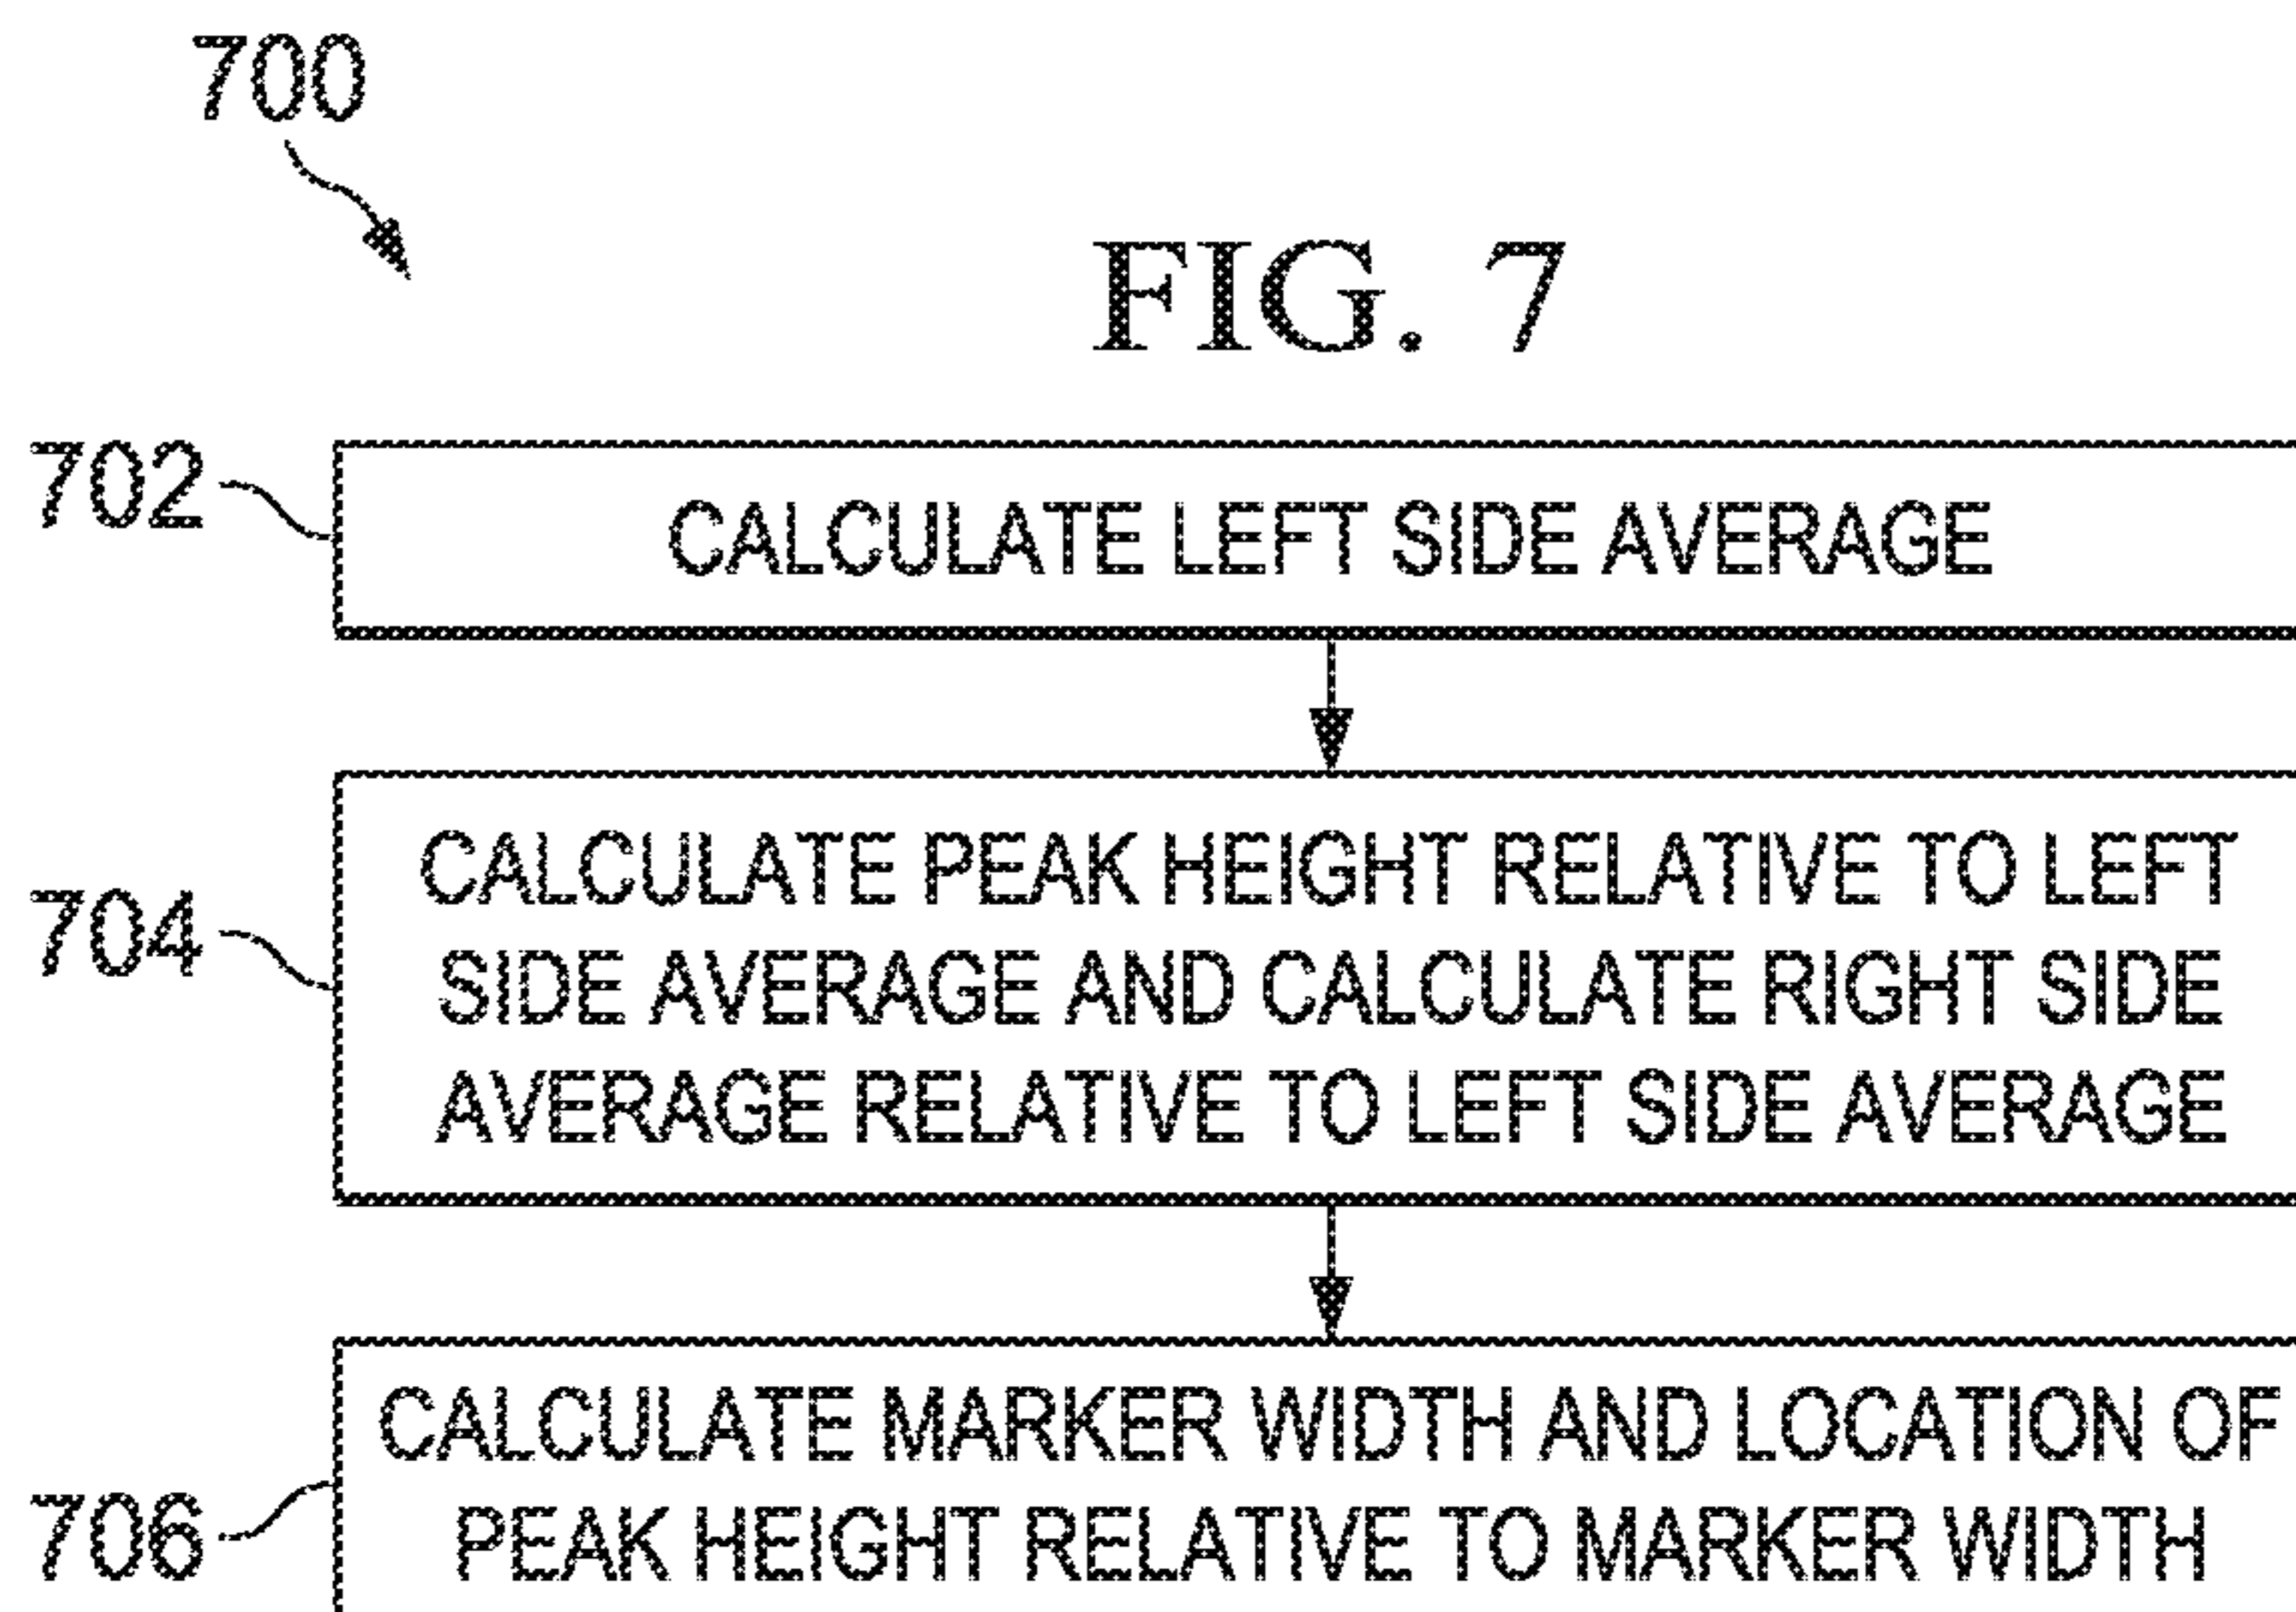 700
FIG. 7
702
CALCULATE LEFT SIDE AVERAGE
704
CALCULATE PEAK HEIGHT RELATIVE TO LEFT
SIDE AVERAGE AND CALCULATE RIGHT SIDE
AVERAGE RELATIVE TO LEFT SIDE AVERAGE
706
CALCULATE MARKER WIDTH AND LOCATION OF
PEAK HEIGHT RELATIVE TO MARKER WIDTH